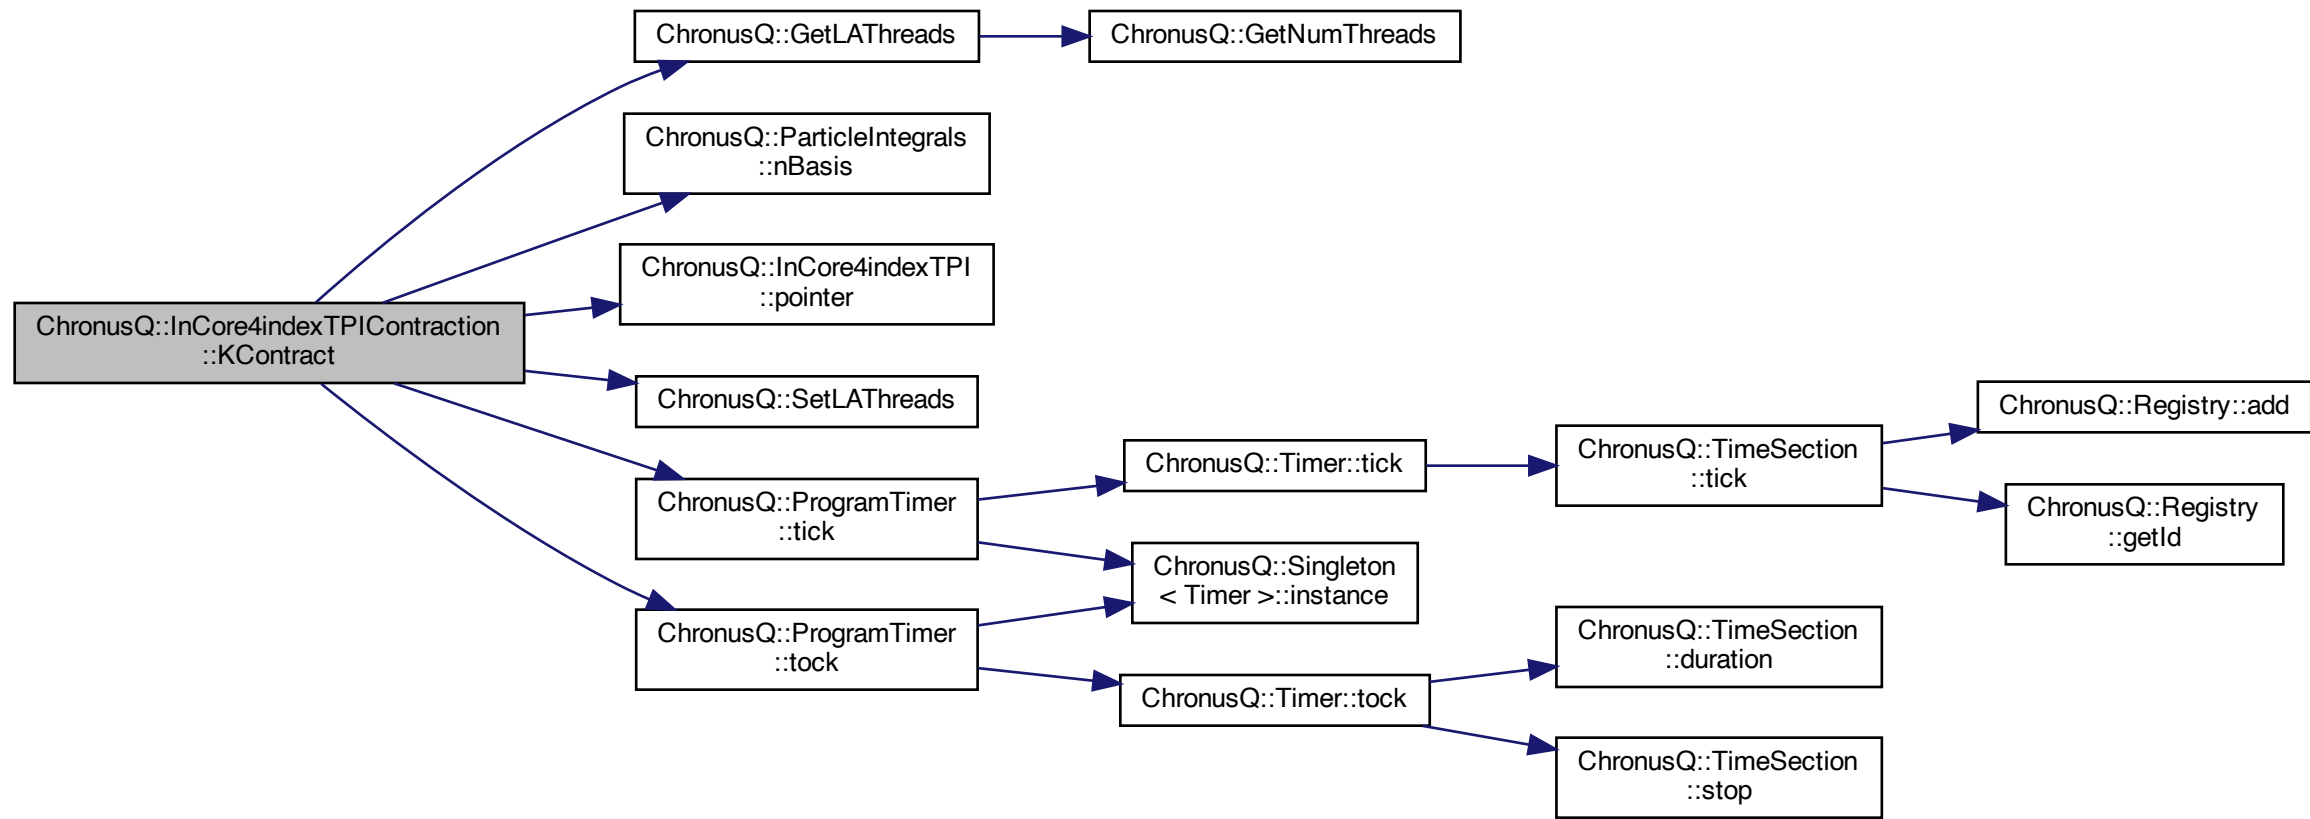 ChronusQ::InCore4indexTPIContraction
::KContract
ChronusQ::GetLAThreads
ChronusQ::GetNumThreads
ChronusQ::ParticleIntegrals
::nBasis
ChronusQ::InCore4indexTPI
::pointer
ChronusQ::SetLAThreads
ChronusQ::ProgramTimer
::tick
ChronusQ::Timer::tick
ChronusQ::TimeSection
::tick
ChronusQ::Registry::add
ChronusQ::Registry
::getId
ChronusQ::Singleton
< Timer >::instance
ChronusQ::ProgramTimer
::tock
ChronusQ::Timer::tock
ChronusQ::TimeSection
::duration
ChronusQ::TimeSection
::stop